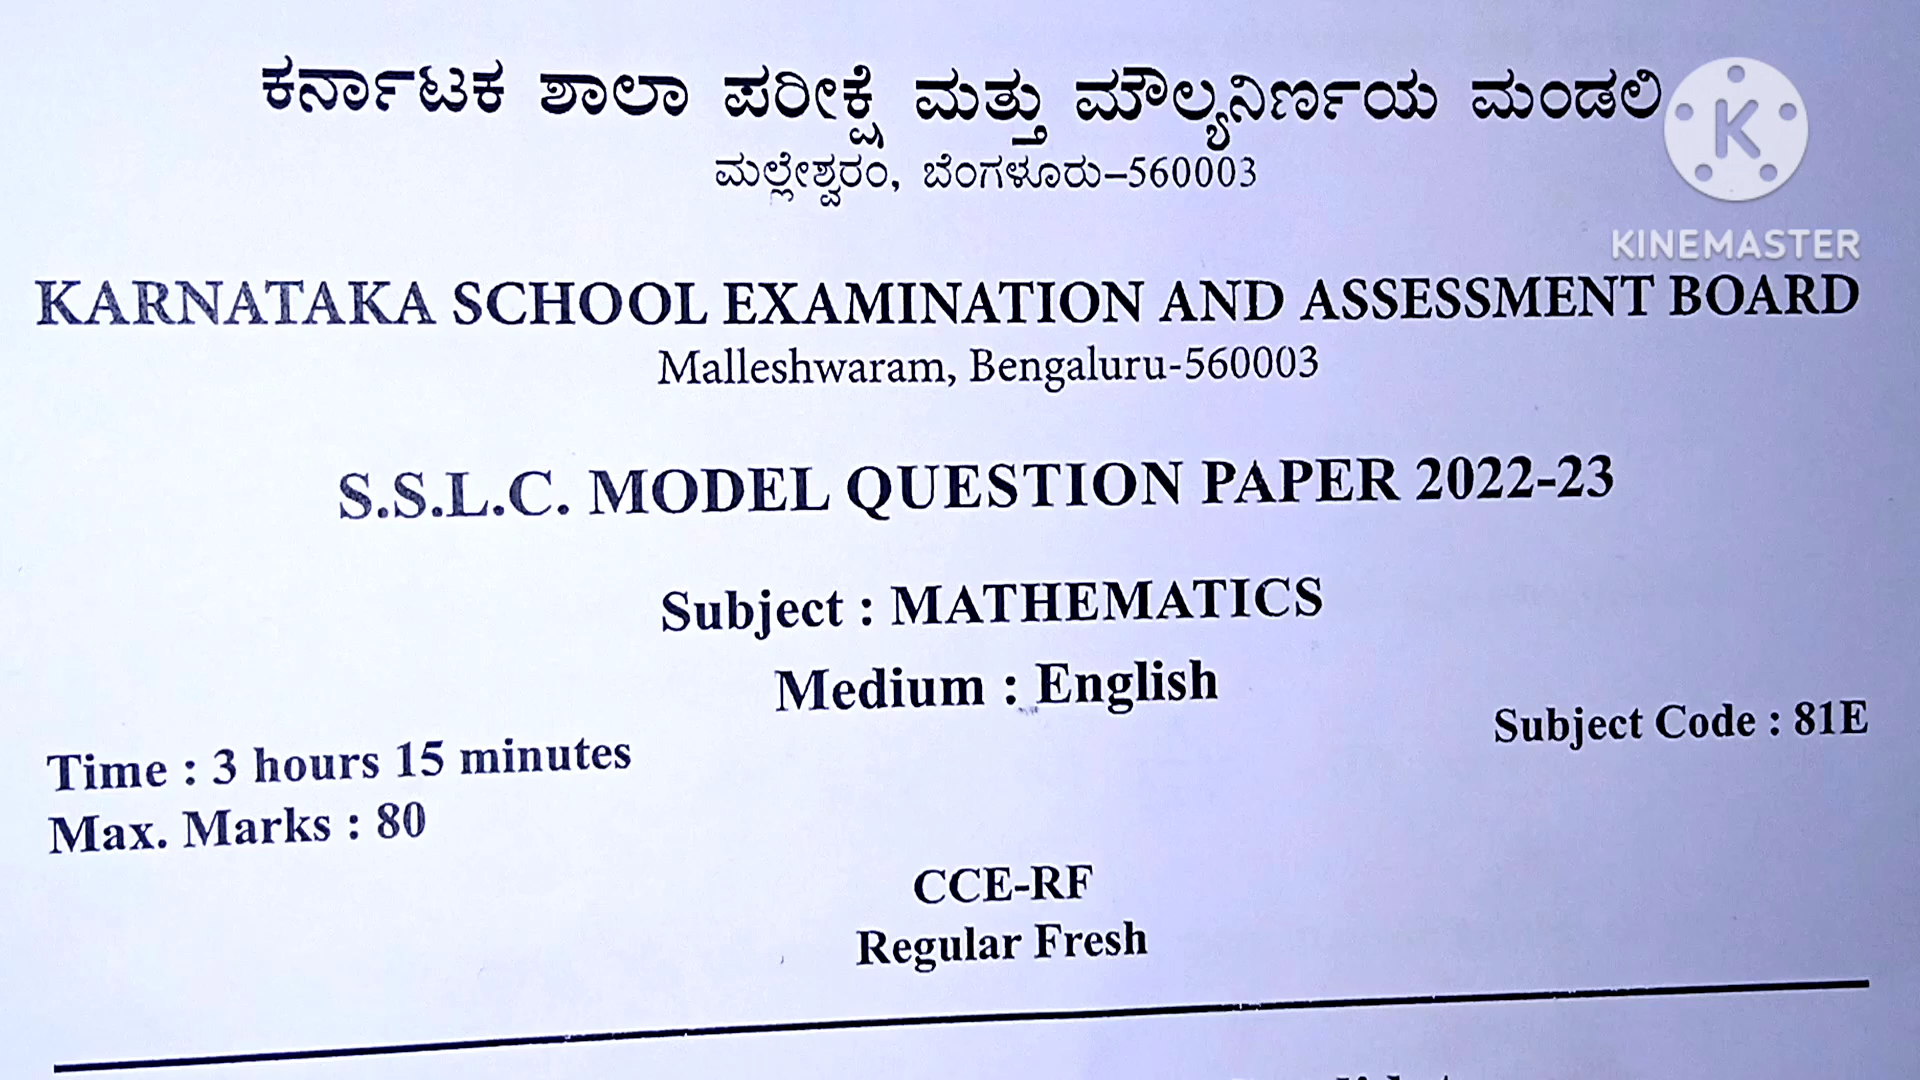 ಕರ್ನಾಟಕ ಶಾಲಾ ಪರೀಕ್ಷೆ ಮತ್ತು ಮೌಲ್ಯನಿರ್ಣಯ ಮಂಡಲಿ
ಮಲ್ಲೇಶ್ವರಂ, ಬೆಂಗಳೂರು–560003
K
KINEMASTER
KARNATAKA SCHOOL EXAMINATION AND ASSESSMENT BOARD
Malleshwaram, Bengaluru-560003
S.S.L.C. MODEL QUESTION PAPER 2022-23
Subject : MATHEMATICS
Medium : English
Subject Code : 81E
Time : 3 hours 15 minutes
Max. Marks : 80
CCE-RF
Regular Fresh